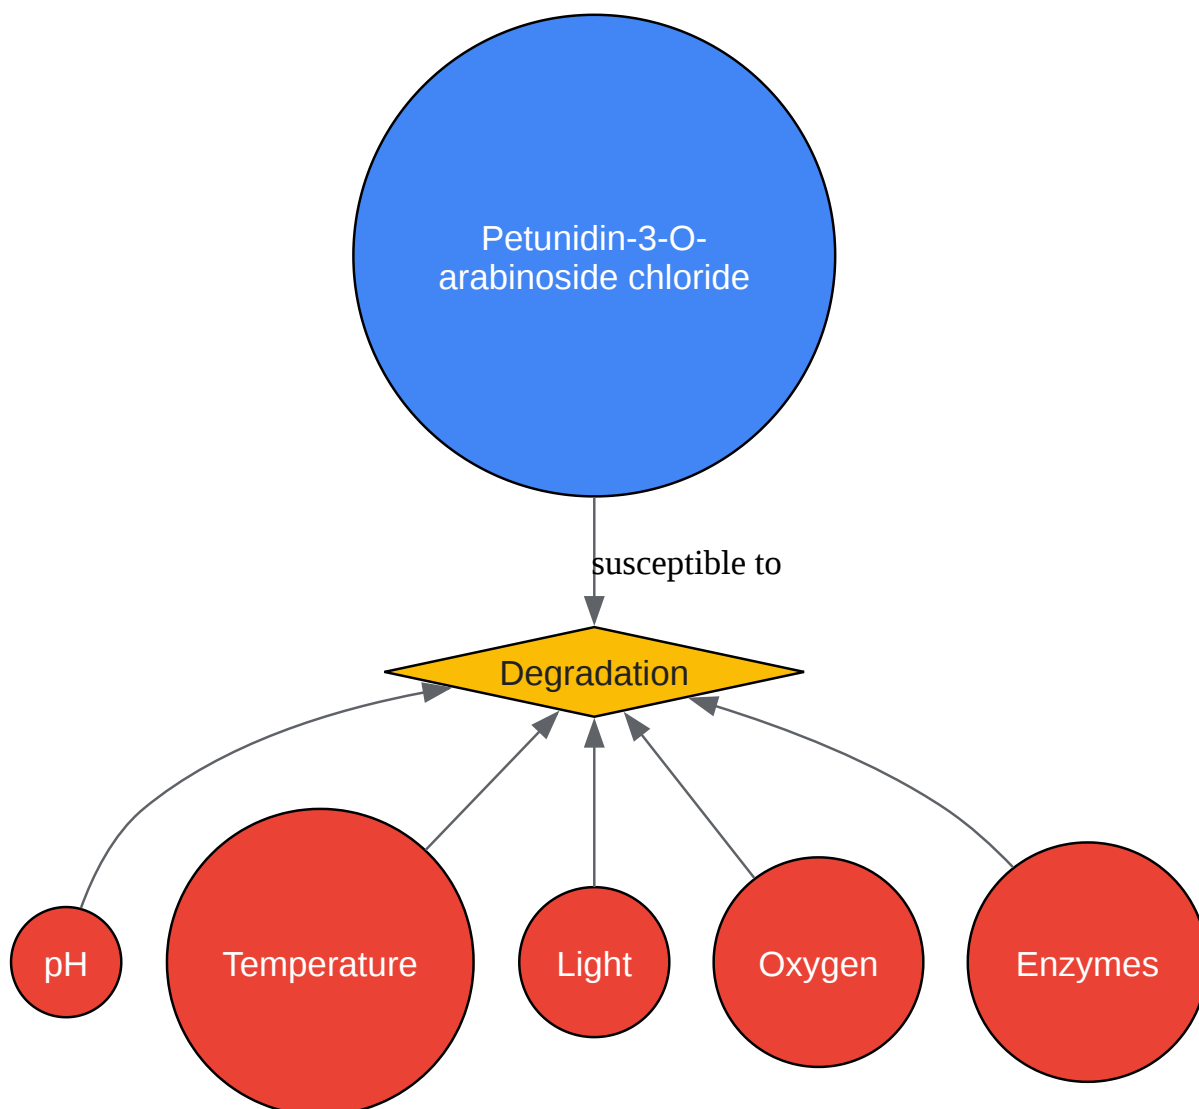 Petunidin-3-O-
arabinoside chloride
susceptible to
Degradation
pH
Temperature
Light
Oxygen
Enzymes